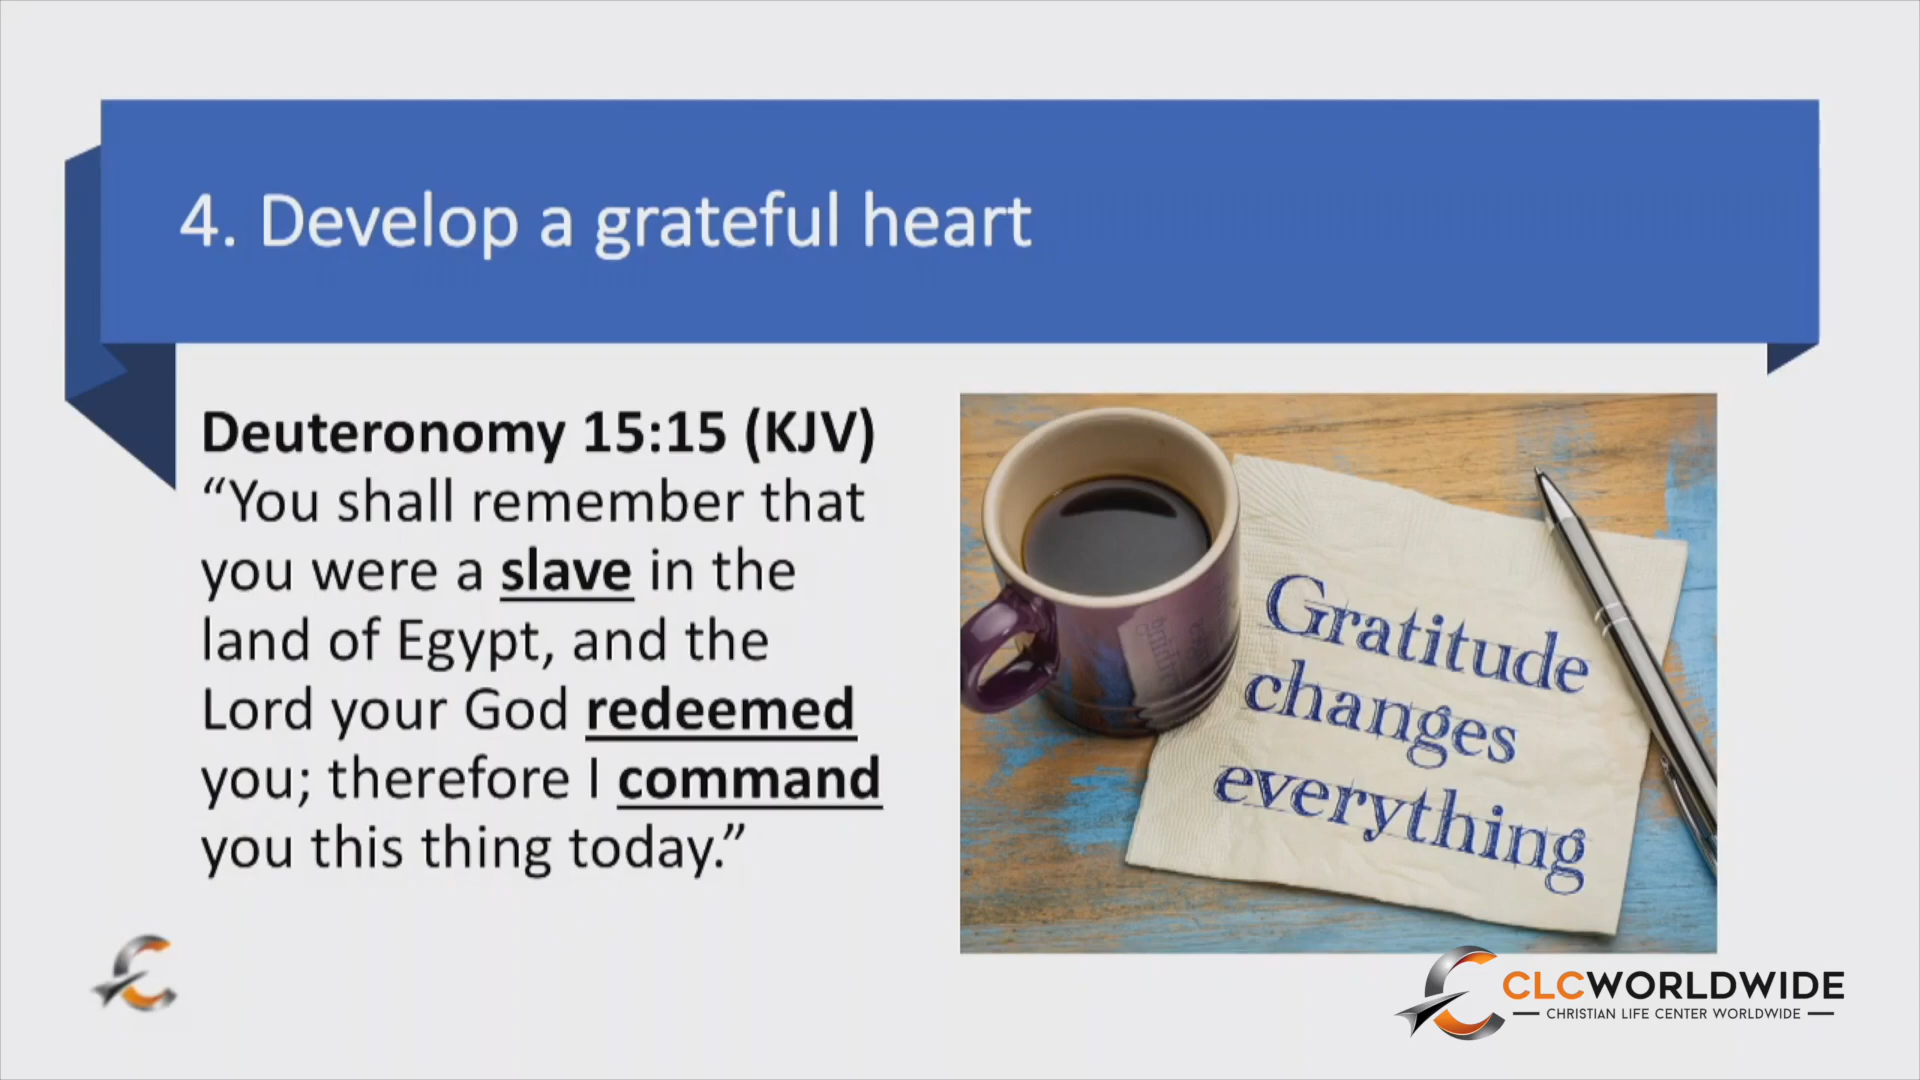 4. Develop a grateful heart
Deuteronomy 15:15 (KJV)
“You shall remember that
you were a slave in the
land of Egypt, and the
Lord your God redeemed
you; therefore I command
you this thing today.”
Gratitude
changes
everything
CLCWORLDWIDE
CHRISTIAN LIFE CENTER WORLDWIDE